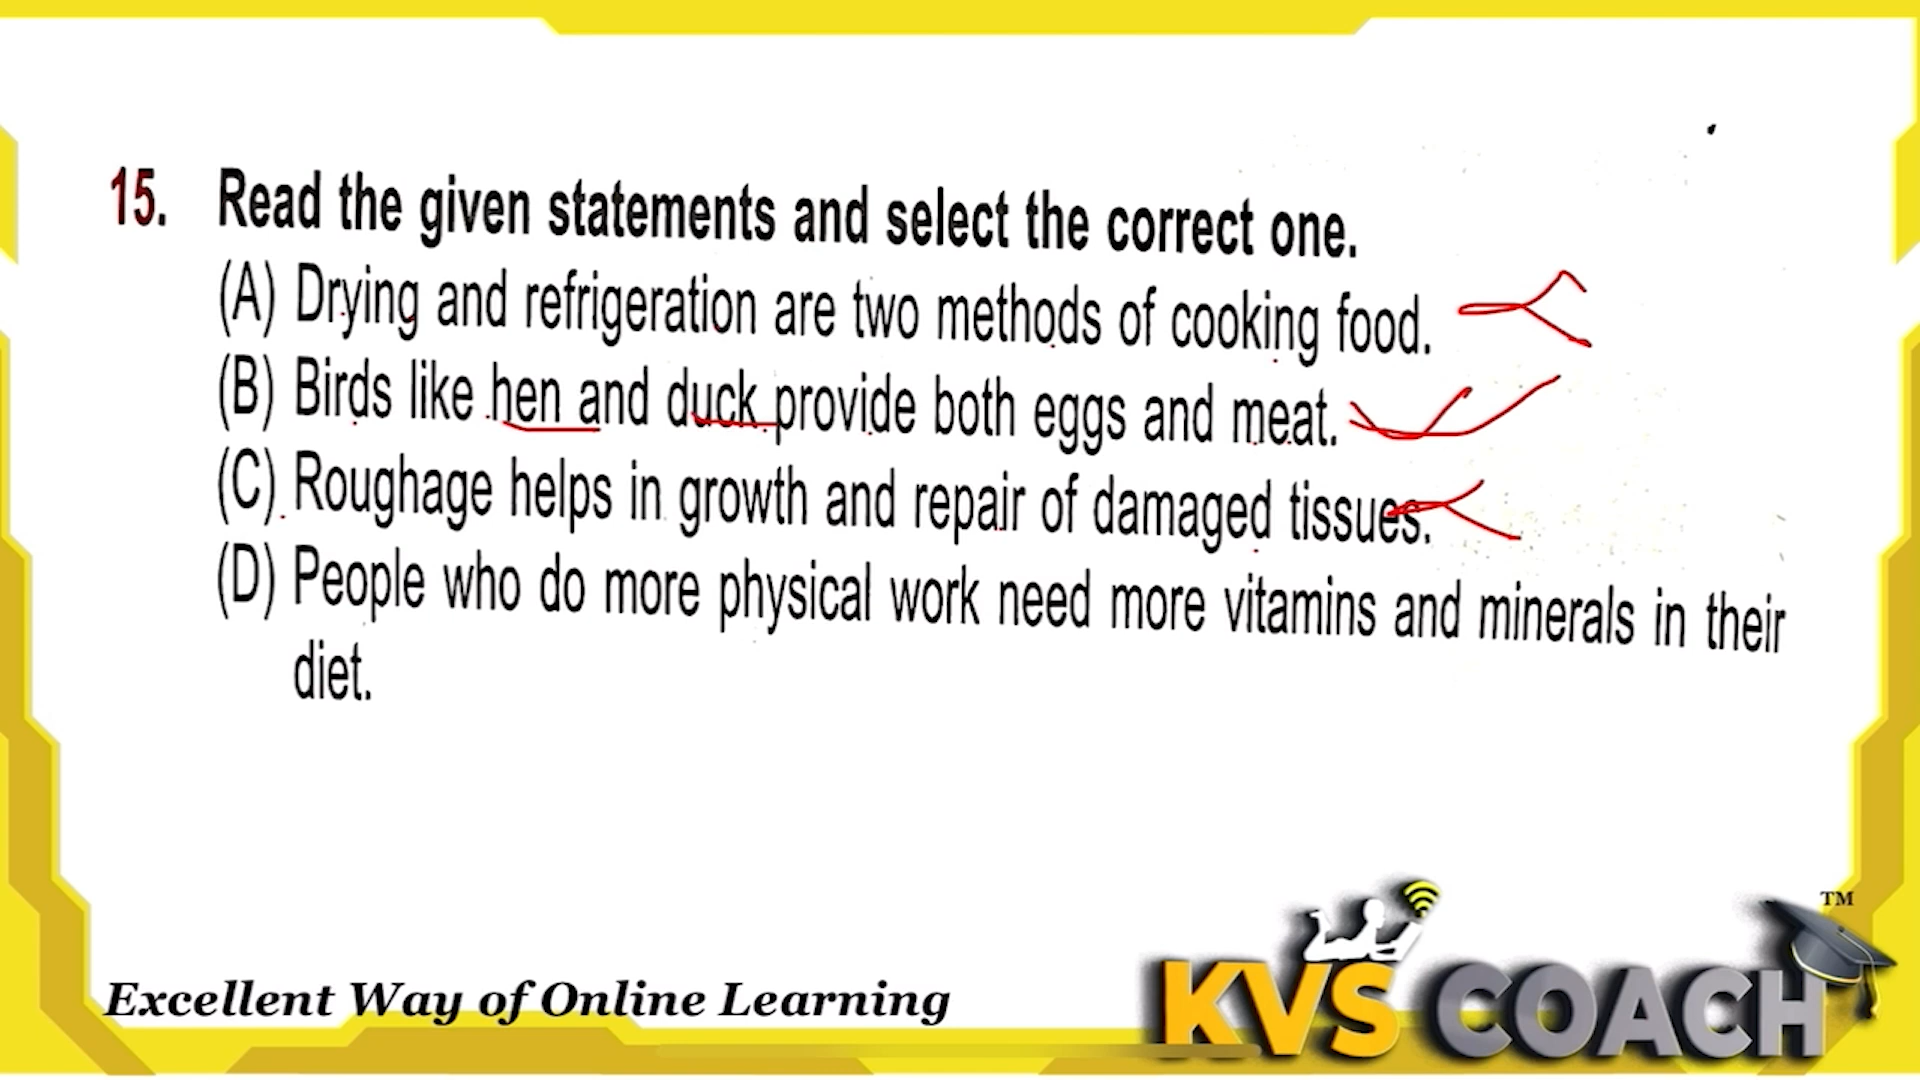 15. Read the given statements and select the correct one.
(A) Drying and refrigeration are two methods of cooking food.
(B) Birds like hen and duck provide both eggs and meat.
(C) Roughage helps in growth and repair of damaged tissues.
(D) People who do more physical work need more vitamins and minerals in their
diet.
Excellent Way of Online Learning
KVS COACH TM